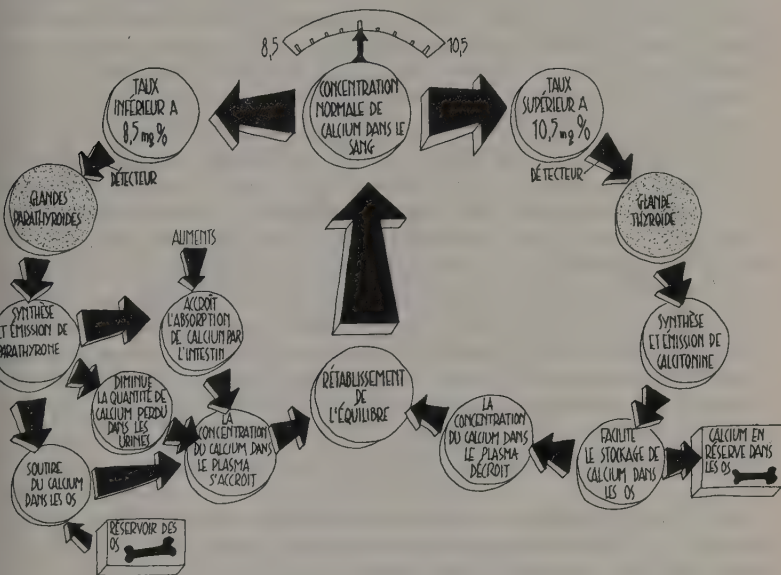 8,5
10,5
TAUX
INFÉRIEUR A
8,5 mg %
CONCENTRATION
NORMALE DE
CALCIUM DANS LE
SANG
TAUX
SUPÉRIEUR A
10,5 mg %
DÉTECTEUR
DÉTECTEUR
GLANDES
PARATHYROIDES
GLANDE
THYROIDE
ALIMENTS
SYNTHÈSE
ET ÉMISSION DE
PARATHYRONE
ACCROÎT
L'ABSORPTION
DE CALCIUM PAR
L'INTESTIN
SYNTHÈSE
ET ÉMISSION DE
CALCITONINE
DIMINUE
LA QUANTITÉ DE
CALCIUM PERDU
DANS LES
URINES
RÉTABLISSEMENT
DE
L'ÉQUILIBRE
LA
CONCENTRATION
DU CALCIUM DANS
LE PLASMA
S'ACCROIT
LA
CONCENTRATION
DU CALCIUM DANS
LE PLASMA
DÉCROIT
FACILITE
LE STOCKAGE DE
CALCIUM DANS
LES OS
CALCIUM EN
RÉSERVE DANS
LES OS
SOUTIRE
DU CALCIUM
DANS LES OS
RÉSERVOIR DES
OS